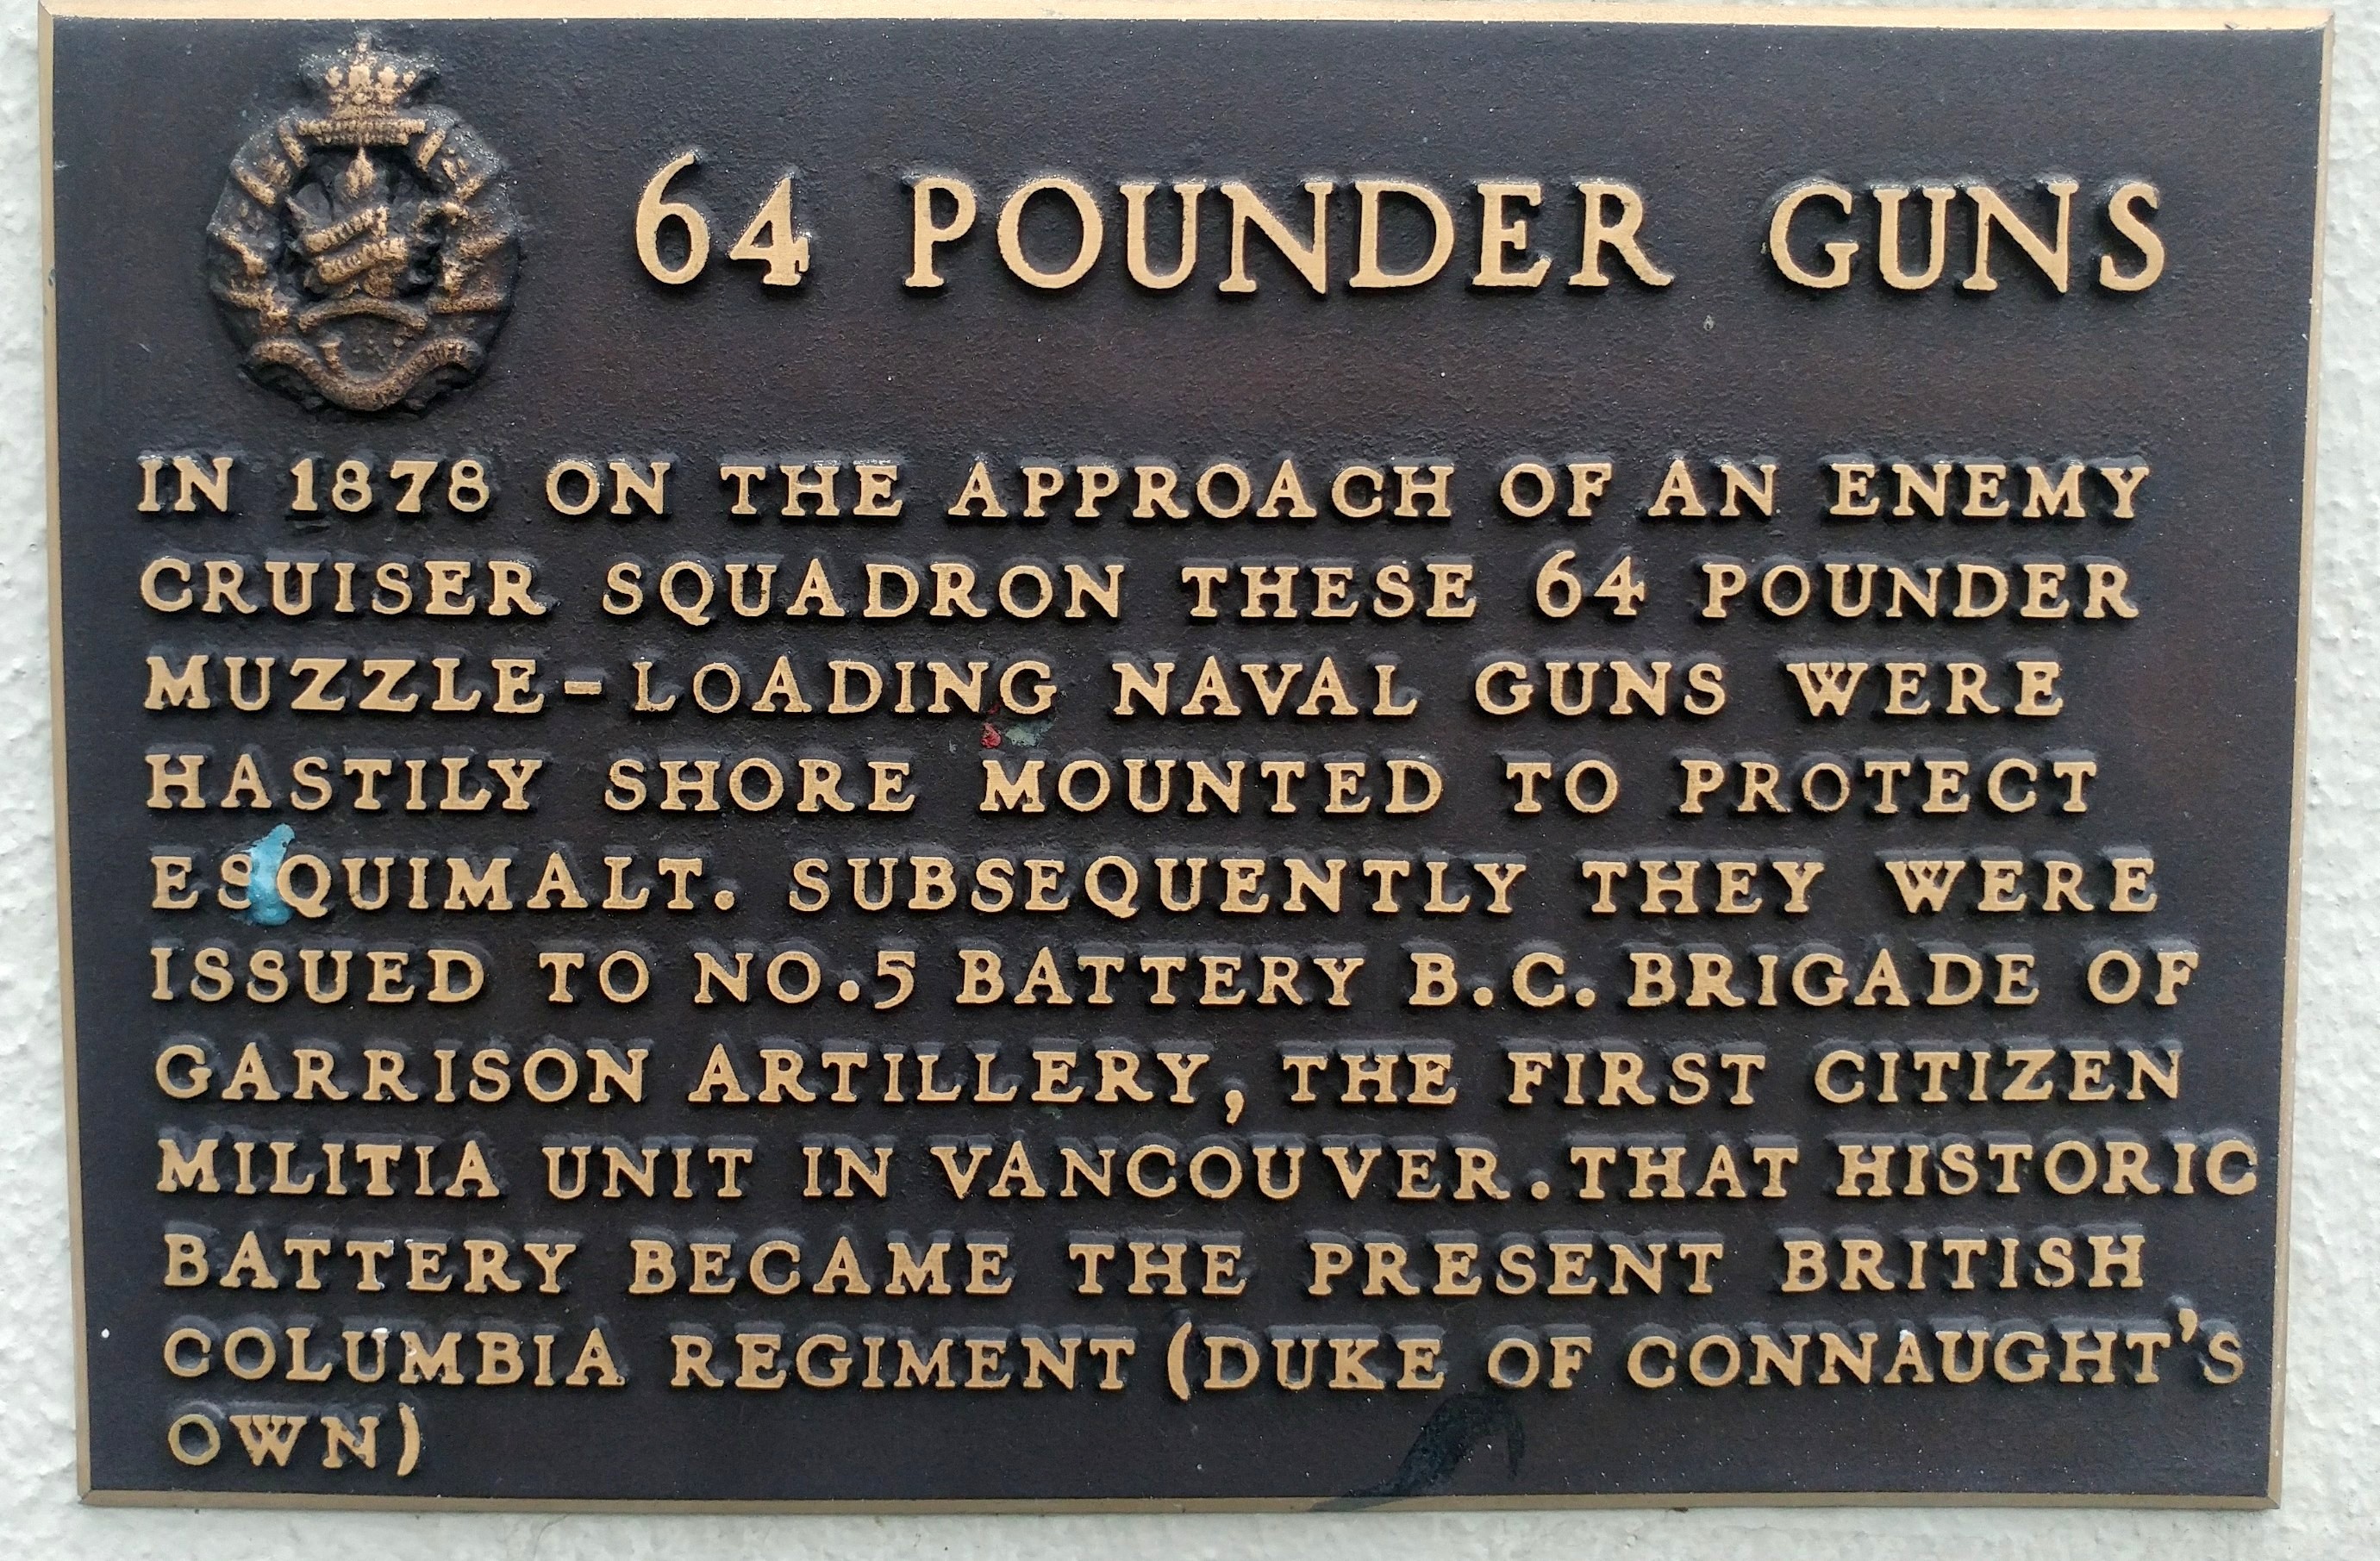 64 POUNDER GUNS
IN 1878 ON THE APPROACH OF AN ENEMY
CRUISER SQUADRON THESE 64 POUNDER
MUZZLE-LOADING NAVAL GUNS WERE
HASTILY SHORE MOUNTED TO PROTECT
ESQUIMALT. SUBSEQUENTLY THEY WERE
ISSUED TO NO.5 BATTERY B.C. BRIGADE OF
GARRISON ARTILLERY, THE FIRST CITIZEN
MILITIA UNIT IN VANCOUVER. THAT HISTORIC
BATTERY BECAME THE PRESENT BRITISH
COLUMBIA REGIMENT (DUKE OF CONNAUGHT'S
OWN)